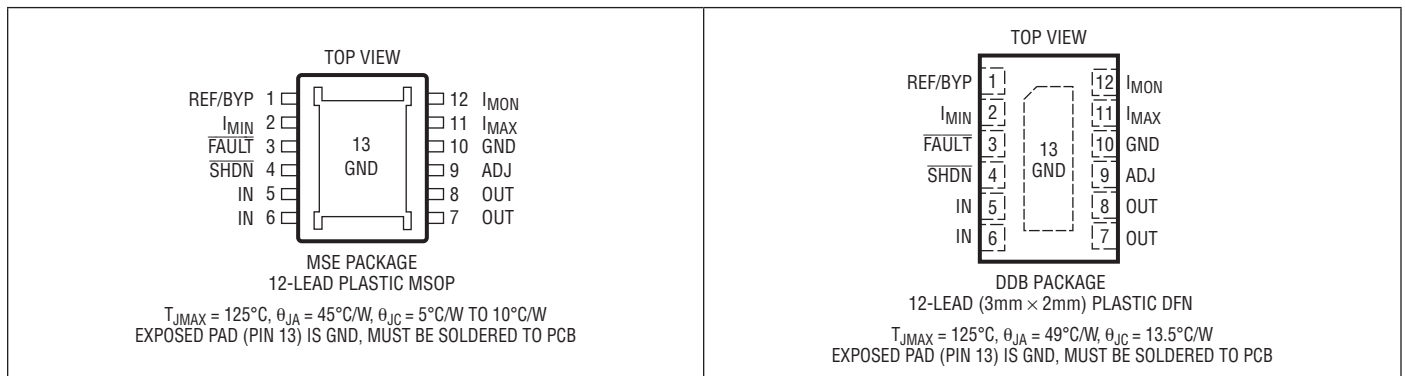 TOP VIEW
REF/BYP 1
I_MIN 2
FAULT 3
SHDN 4
IN 5
IN 6
13
GND
12 I_MON
11 I_MAX
10 GND
9 ADJ
8 OUT
7 OUT
MSE PACKAGE
12-LEAD PLASTIC MSOP
T_JMAX = 125°C, θ_JA = 45°C/W, θ_JC = 5°C/W TO 10°C/W
EXPOSED PAD (PIN 13) IS GND, MUST BE SOLDERED TO PCB
TOP VIEW
REF/BYP 1
I_MIN 2
FAULT 3
SHDN 4
IN 5
IN 6
13
GND
12 I_MON
11 I_MAX
10 GND
9 ADJ
8 OUT
7 OUT
DDB PACKAGE
12-LEAD (3mm × 2mm) PLASTIC DFN
T_JMAX = 125°C, θ_JA = 49°C/W, θ_JC = 13.5°C/W
EXPOSED PAD (PIN 13) IS GND, MUST BE SOLDERED TO PCB